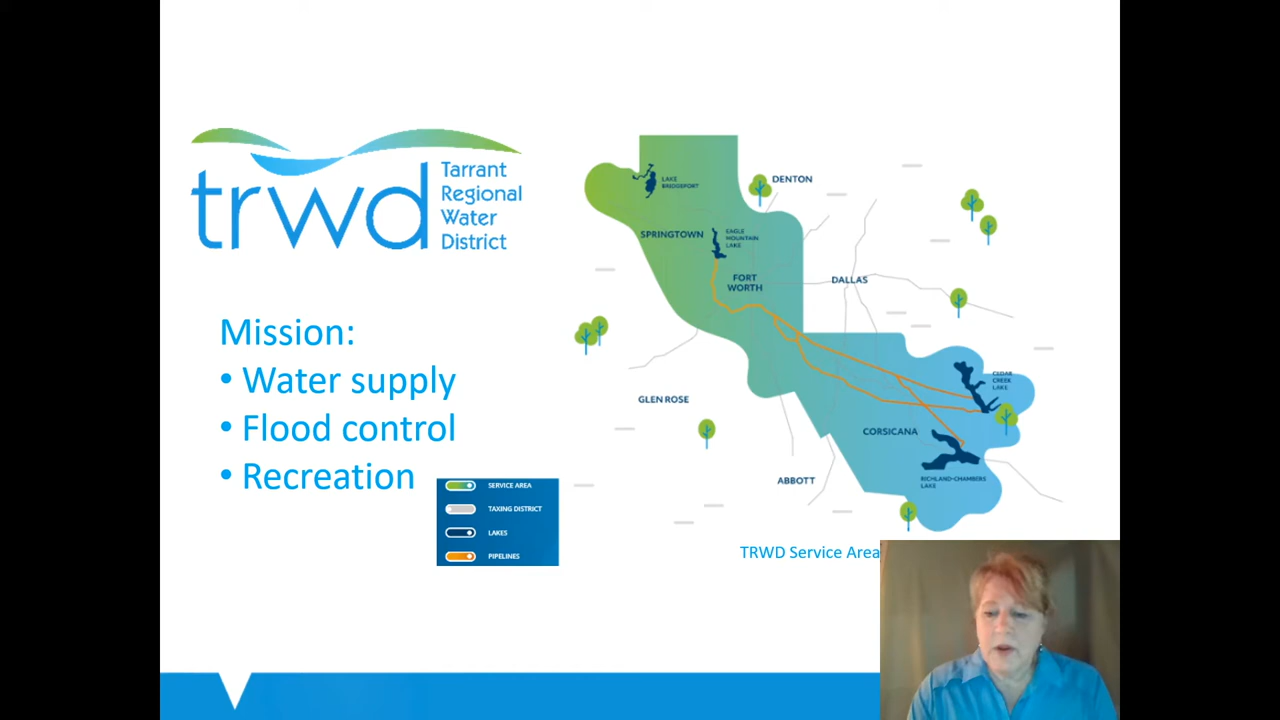 trwd
Tarrant
Regional
Water
District
Mission:
• Water supply
• Flood control
• Recreation
SERVICE AREA
TAXING DISTRICT
LAKES
PIPELINES
LAKE
BRIDGEPORT
DENTON
SPRINGTOWN
EAGLE
MOUNTAIN
LAKE
FORT
WORTH
DALLAS
CEDAR
CREEK
LAKE
GLEN ROSE
CORSICANA
ABBOTT
RICHLAND-CHAMBERS
LAKE
TRWD Service Area